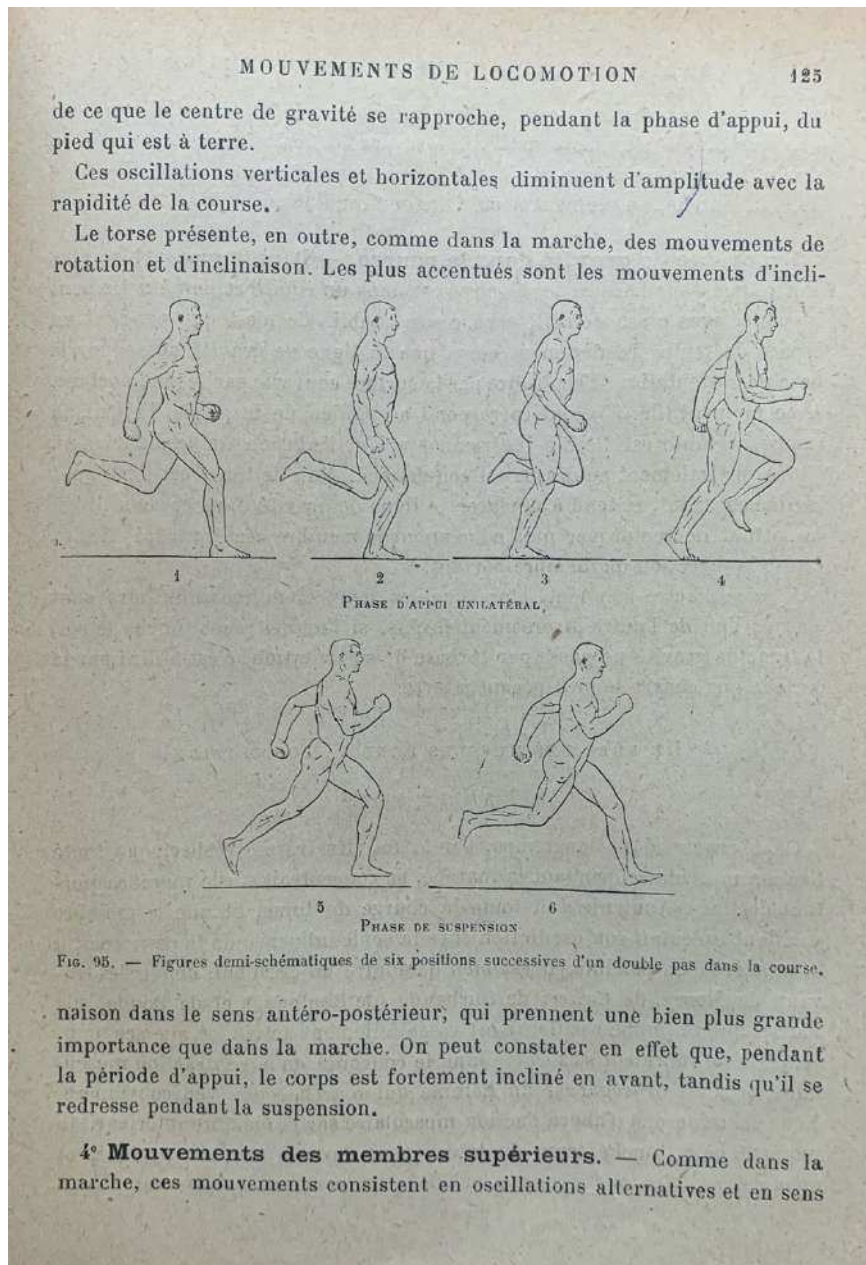 MOUVEMENTS DE LOCOMOTION 125
de ce que le centre de gravité se rapproche, pendant la phase d'appui, du
pied qui est à terre.
Ces oscillations verticales et horizontales diminuent d'amplitude avec la
rapidité de la course.
Le torse présente, en outre, comme dans la marche, des mouvements de
rotation et d'inclinaison. Les plus accentués sont les mouvements d'incli-
1 2 3 4
PHASE D'APPUI UNILATÉRAL.
5 6
PHASE DE SUSPENSION
FIG. 95. — Figures demi-schématiques de six positions successives d'un double pas dans la course.
naison dans le sens antéro-postérieur, qui prennent une bien plus grande
importance que dans la marche. On peut constater en effet que, pendant
la période d'appui, le corps est fortement incliné en avant, tandis qu'il se
redresse pendant la suspension.
4° Mouvements des membres supérieurs. — Comme dans la
marche, ces mouvements consistent en oscillations alternatives et en sens